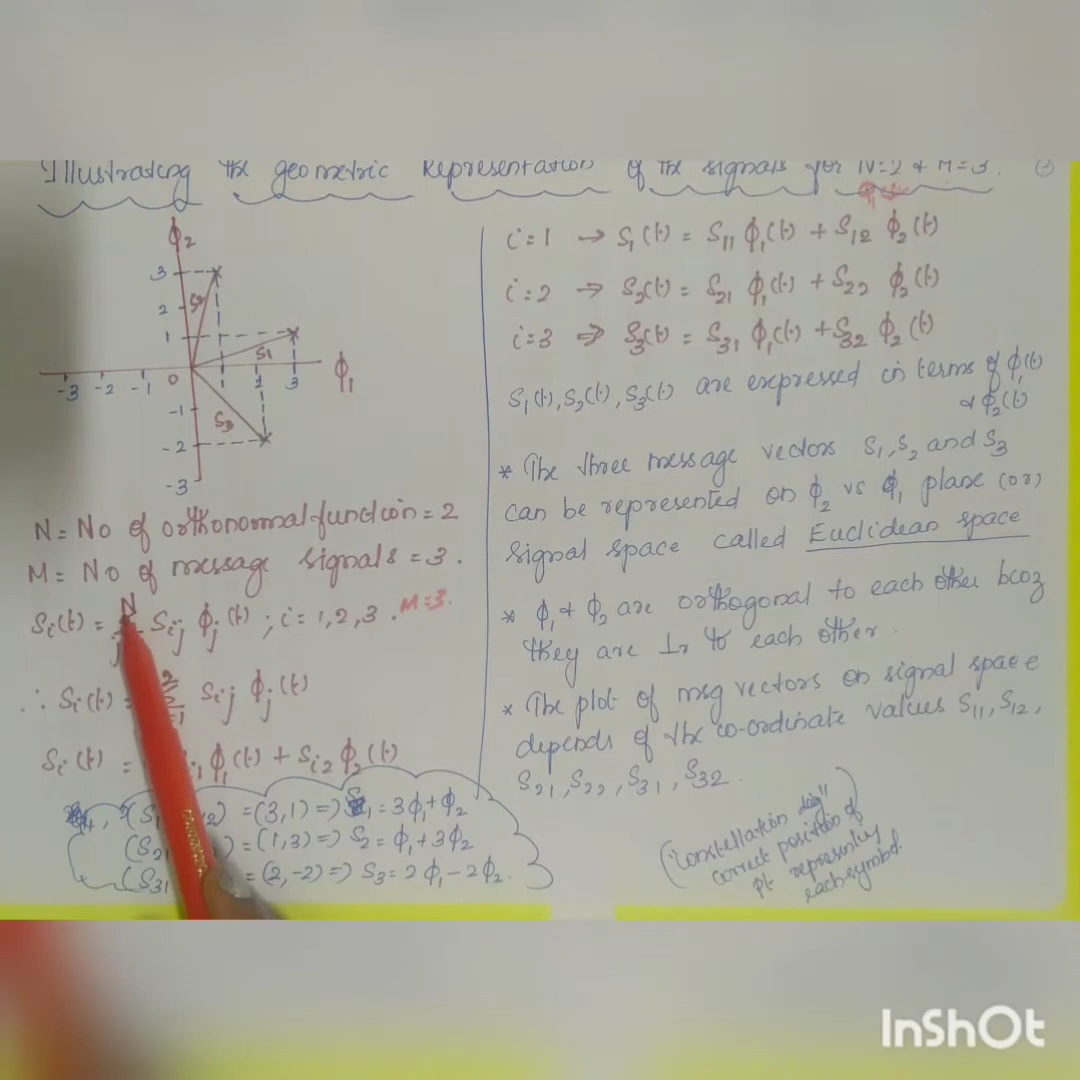 Illustrating the geometric representation of the signals for N=2 & M=3.
ϕ2
3
2
1
S2
S1
-3 -2 -1 0 2 3 ϕ1
-1
S3
-2
-3
N = No of orthonormal function = 2
M = No of message signals = 3.
Si(t) = N Sij ϕj(t) ; i = 1,2,3. M=3.
∴ Si(t) = 2 Sij ϕj(t)
Si(t) = ϕ1(t) + Si2 ϕ2(t)
= (3,1) => S1 = 3ϕ1+ϕ2
(S21 = (1,3) => S2 = ϕ1+3ϕ2
(S31 = (2,-2) => S3 = 2ϕ1-2ϕ2.
i=1 → S1(t) = S11 ϕ1(t) + S12 ϕ2(t)
i=2 → S2(t) = S21 ϕ1(t) + S22 ϕ2(t)
i=3 => S3(t) = S31 ϕ1(t) + S32 ϕ2(t)
S1(t), S2(t), S3(t) are expressed in terms of ϕ1(t)
& ϕ2(t)
* The three message vectors S1, S2 and S3
can be represented on ϕ2 vs ϕ1 plane (or)
signal space called Euclidean space
* ϕ1 & ϕ2 are orthogonal to each other bcoz
they are ⊥r to each other.
* The plot of msg vectors on signal space
depends of the co-ordinate values S11, S12,
S21, S22, S31, S32.
(Constellation
correct position of
pt representing
each symbol.)
InShOt